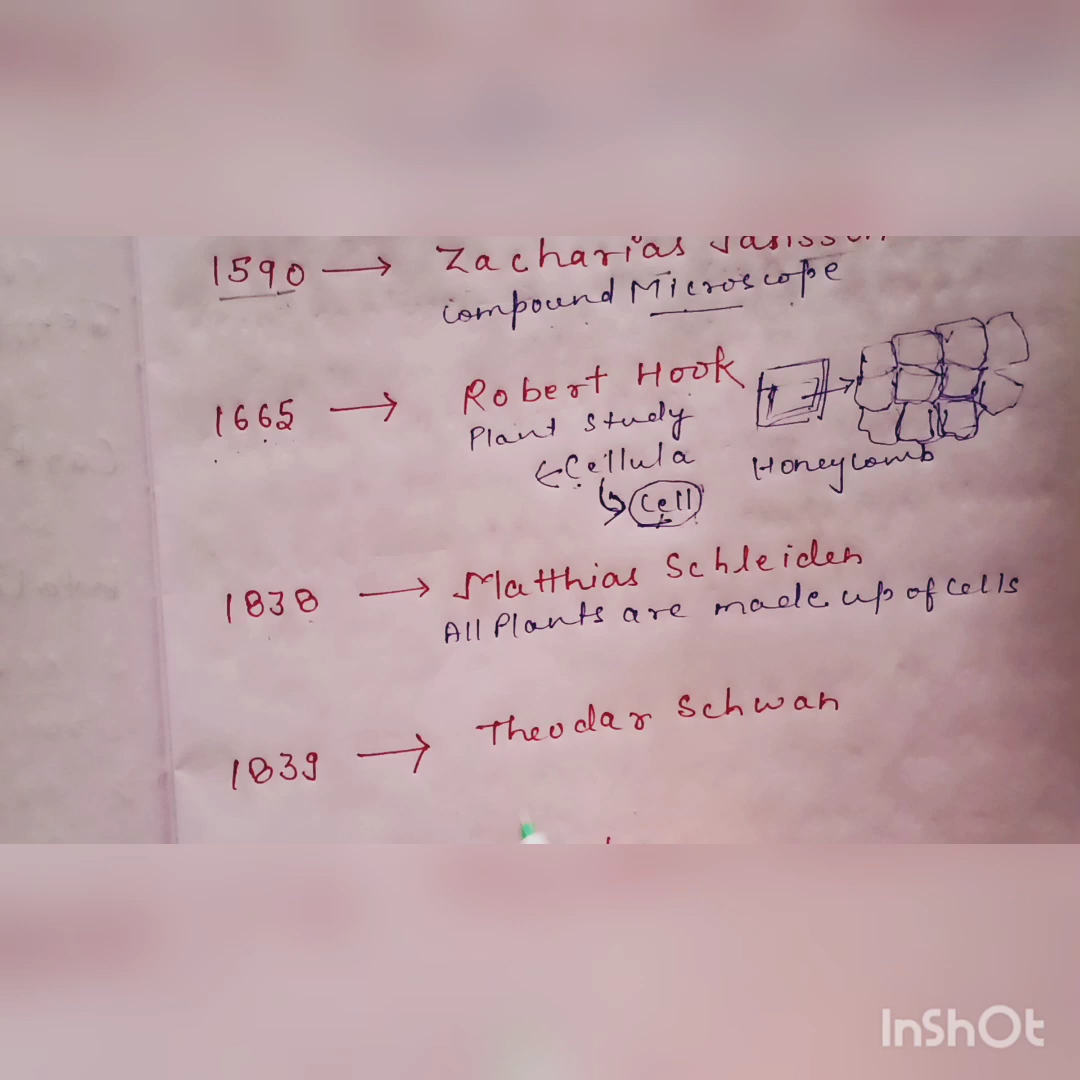 1590 → Zacharias
compound Microscope
1665 → Robert Hook
Plant Study
←Cellula
Cell
Honeycomb
1838 → Matthias Schleiden
All Plants are made up of cells
1839 → Theodar Schwan
InShOt